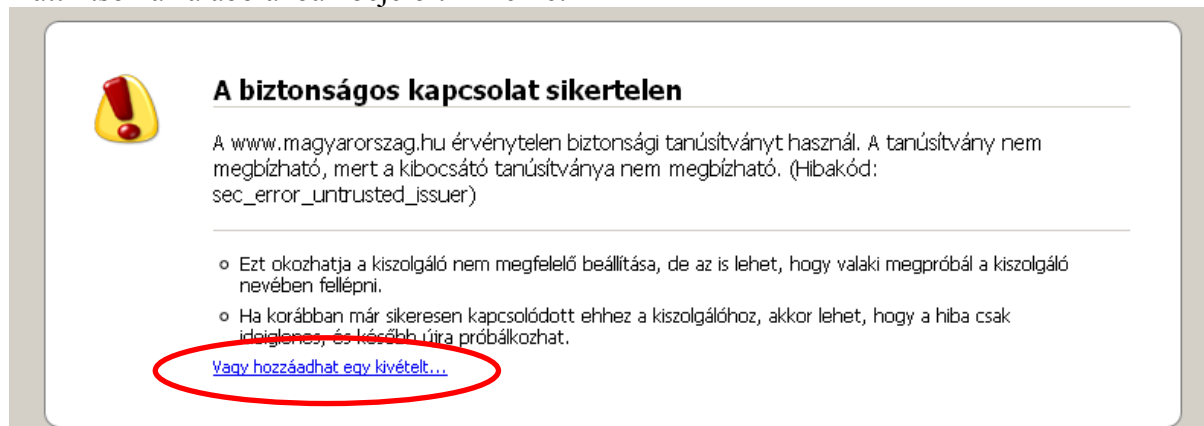 A biztonságos kapcsolat sikertelen
A www.magyarorszag.hu érvénytelen biztonsági tanúsítványt használ. A tanúsítvány nem
megbízható, mert a kibocsátó tanúsítványa nem megbízható. (Hibakód:
sec_error_untrusted_issuer)
Ezt okozhatja a kiszolgáló nem megfelelő beállítása, de az is lehet, hogy valaki megpróbál a kiszolgáló
nevében fellépni.
Ha korábban már sikeresen kapcsolódott ehhez a kiszolgálóhoz, akkor lehet, hogy a hiba csak
ideiglenes, és később újra próbálkozhat.
Vagy hozzáadhat egy kivételt...